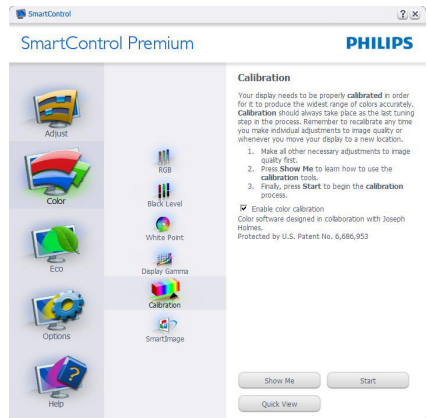 SmartControl
SmartControl Premium
PHILIPS
Adjust
Color
Eco
Options
Help
RGB
Black Level
White Point
Display Gamma
Calibration
SmartImage
Calibration
Your display needs to be properly calibrated in order
for it to produce the widest range of colors accurately.
Calibration should always take place as the last tuning
step in the process. Remember to recalibrate any time
you make individual adjustments to image quality or
whenever you move your display to a new location.
1. Make all other necessary adjustments to image
quality first.
2. Press Show Me to learn how to use the
calibration tools.
3. Finally, press Start to begin the calibration
process.
Enable color calibration
Color software designed in collaboration with Joseph
Holmes.
Protected by U.S. Patent No. 6,686,953
Show Me
Start
Quick View